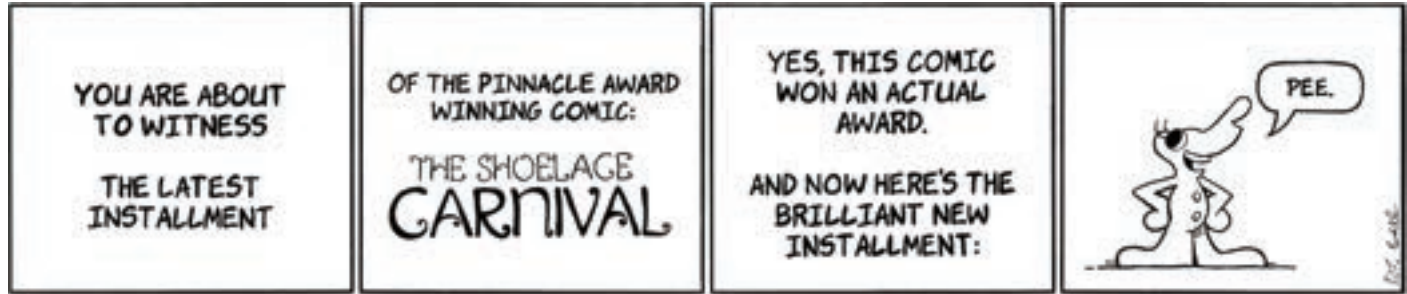 YOU ARE ABOUT
TO WITNESS
THE LATEST
INSTALLMENT
OF THE PINNACLE AWARD
WINNING COMIC:
THE SHOELACE
CARNIVAL
YES, THIS COMIC
WON AN ACTUAL
AWARD.
AND NOW HERE'S THE
BRILLIANT NEW
INSTALLMENT:
PEE.